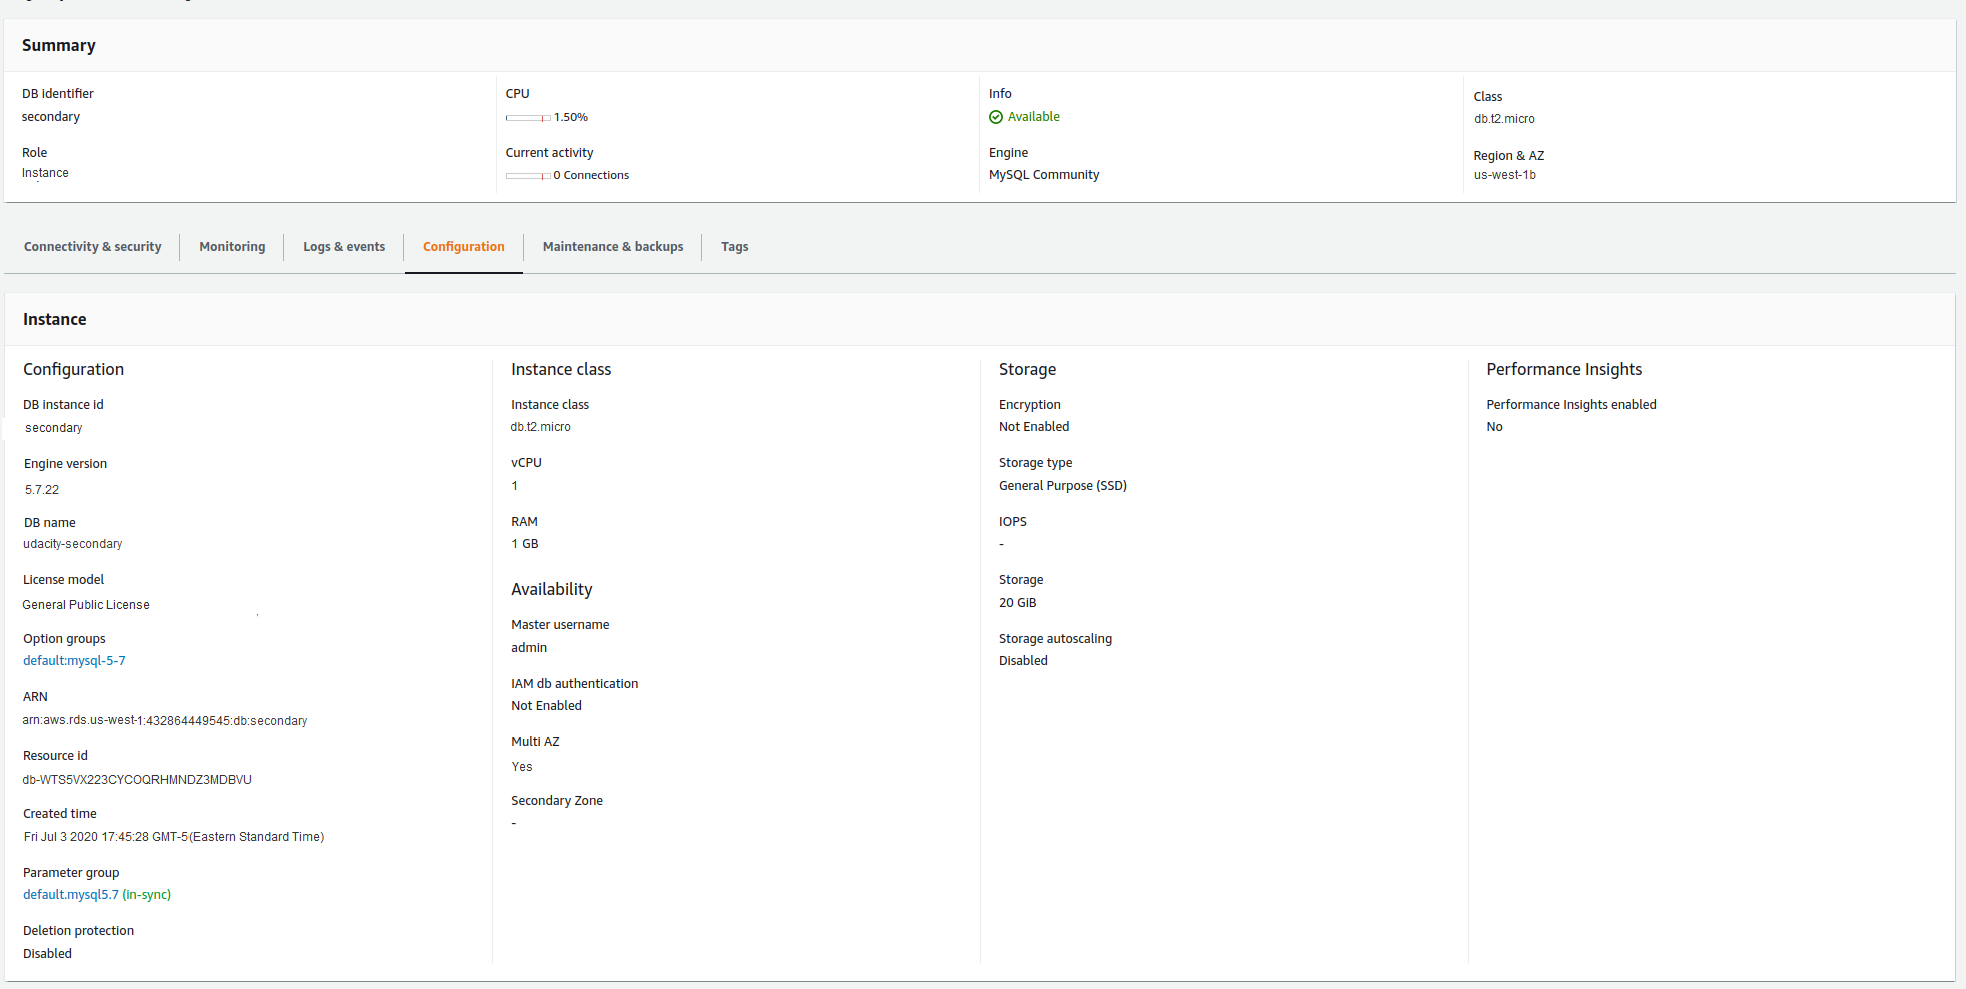 Summary
DB identifier
secondary
CPU
1.50%
Info
Available
Class
db.t2.micro
Role
Instance
Current activity
0 Connections
Engine
MySQL Community
Region & AZ
us-west-1b
Connectivity & security
Monitoring
Logs & events
Configuration
Maintenance & backups
Tags
Instance
Configuration
DB instance id
secondary
Engine version
5.7.22
DB name
udacity-secondary
License model
General Public License
Option groups
default:mysql-5-7
ARN
arn:aws.rds.us-west-1:432864449545:db:secondary
Resource id
db-WTS5VX223CYCOQRHMNDZ3MDBVU
Created time
Fri Jul 3 2020 17:45:28 GMT-5(Eastern Standard Time)
Parameter group
default.mysql5.7 (in-sync)
Deletion protection
Disabled
Instance class
Instance class
db.t2.micro
vCPU
1
RAM
1 GB
Availability
Master username
admin
IAM db authentication
Not Enabled
Multi AZ
Yes
Secondary Zone
-
Storage
Encryption
Not Enabled
Storage type
General Purpose (SSD)
IOPS
-
Storage
20 GiB
Storage autoscaling
Disabled
Performance Insights
Performance Insights enabled
No